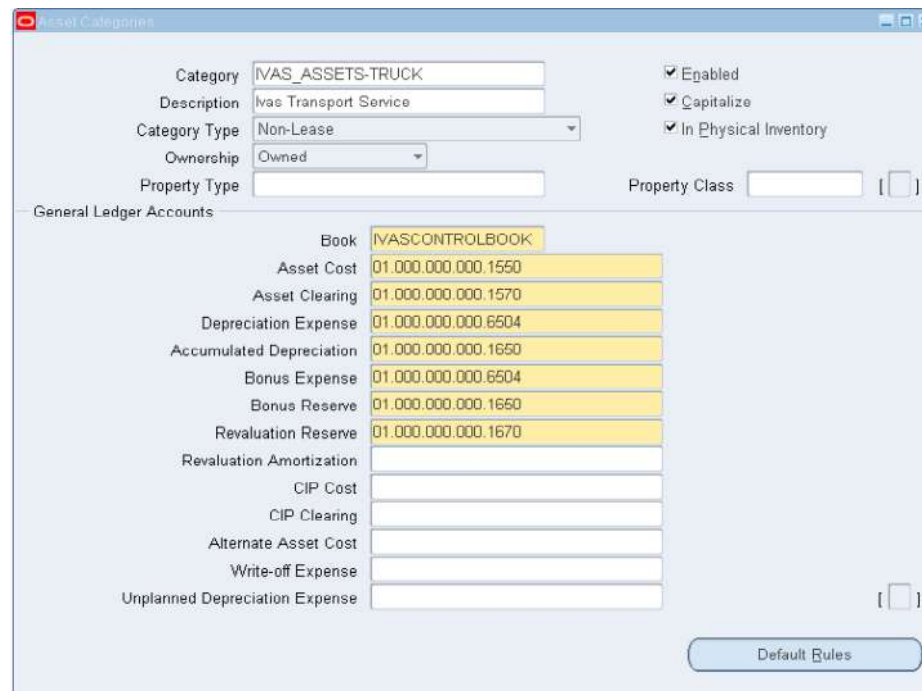 Asset Categories
Category IVAS_ASSETS-TRUCK Enabled
Description Ivas Transport Service Capitalize
Category Type Non-Lease In Physical Inventory
Ownership Owned
Property Type Property Class [ ]
General Ledger Accounts
Book IVASCONTROLBOOK
Asset Cost 01.000.000.000.1550
Asset Clearing 01.000.000.000.1570
Depreciation Expense 01.000.000.000.6504
Accumulated Depreciation 01.000.000.000.1650
Bonus Expense 01.000.000.000.6504
Bonus Reserve 01.000.000.000.1650
Revaluation Reserve 01.000.000.000.1670
Revaluation Amortization
CIP Cost
CIP Clearing
Alternate Asset Cost
Write-off Expense
Unplanned Depreciation Expense [ ]
Default Rules